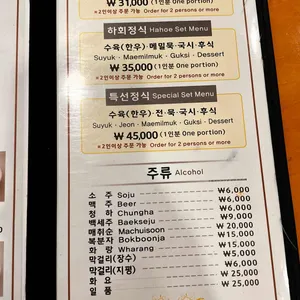 ₩ 31,000 (1인분 One portion)
※2인이상 주문 가능 Order for 2 persons or more
하회정식 Hahoe Set Menu
수육(한우)·메밀묵·국시·후식
Suyuk · Maemilmuk · Guksi · Dessert
₩ 35,000 (1인분 One portion)
※2인이상 주문 가능 Order for 2 persons or more
특선정식 Special Set Menu
수육(한우)·전·묵·국시·후식
Suyuk · Jeon · Maemilmuk · Guksi · Dessert
₩ 45,000 (1인분 One portion)
※2인이상 주문 가능 Order for 2 persons or more
주류 Alcohol
소 주 Soju ₩6,000
맥 주 Beer ₩6,000
청 하 Chungha ₩6,000
백세주 Baekseju ₩9,000
매취순 Machuisoon ₩ 20,000
복분자 Bokboonja ₩15,000
화 랑 Wharang ₩15,000
막걸리(장수) ₩5,000
막걸리(지평) ₩6,000
화 요 ₩ 25,000
일 품 ₩ 25,000